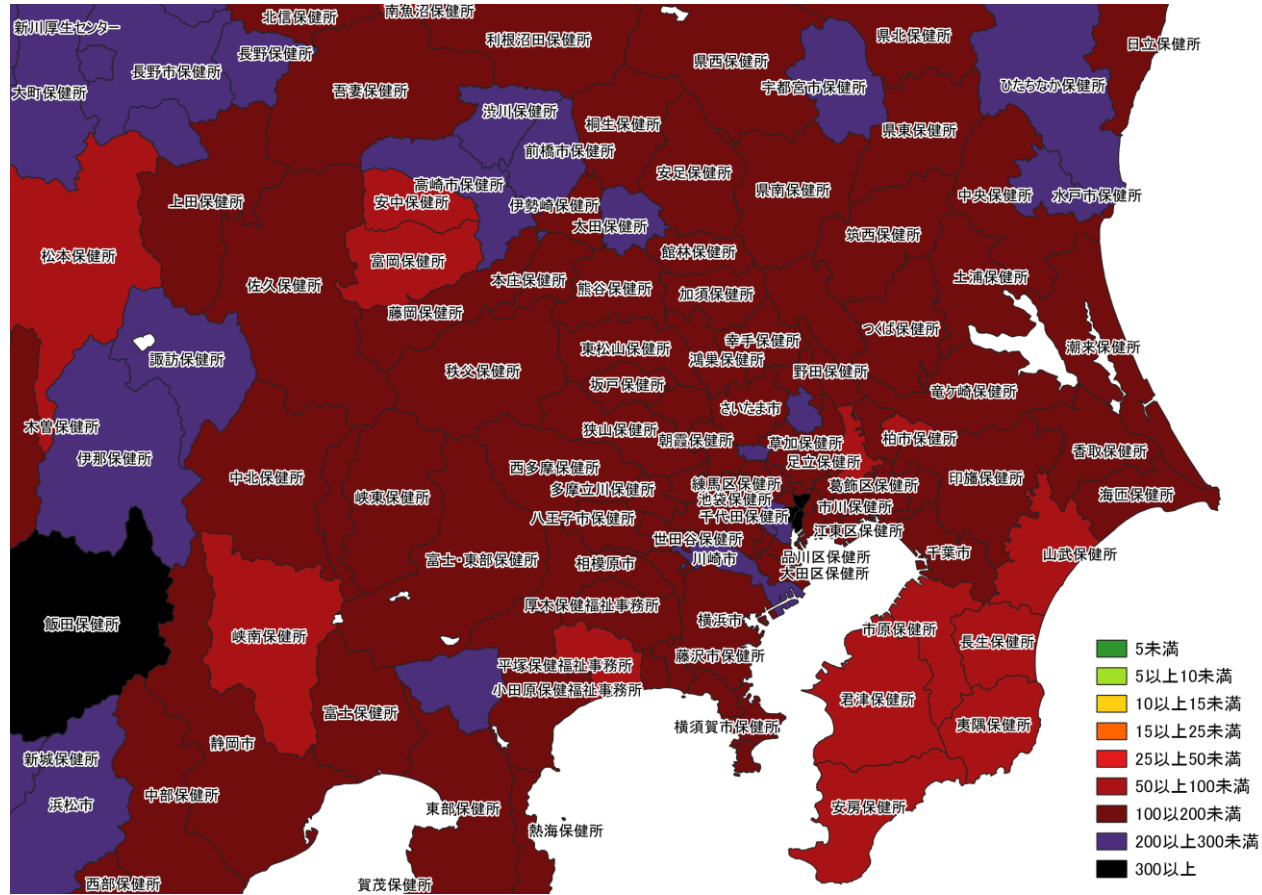 新川厚生センター
北信保健所
南魚沼保健所
利根沼田保健所
県西保健所
県北保健所
日立保健所
長野保健所
長野市保健所
大町保健所
吾妻保健所
渋川保健所
宇都宮市保健所
ひたちなか保健所
桐生保健所
前橋市保健所
県東保健所
安足保健所
高崎市保健所
県南保健所
上田保健所
安中保健所
伊勢崎保健所
太田保健所
中央保健所
水戸市保健所
筑西保健所
館林保健所
松本保健所
富岡保健所
佐久保健所
本庄保健所
熊谷保健所
加須保健所
土浦保健所
藤岡保健所
つくば保健所
幸手保健所
潮来保健所
諏訪保健所
東松山保健所
鴻巣保健所
秩父保健所
野田保健所
坂戸保健所
竜ケ崎保健所
さいたま市
木曽保健所
狭山保健所
朝霞保健所
草加保健所
柏市保健所
香取保健所
伊那保健所
足立保健所
中北保健所
峡東保健所
西多摩保健所
印旛保健所
練馬区保健所
葛飾区保健所
多摩立川保健所
海匝保健所
池袋保健所
市川保健所
千代田保健所
八王子市保健所
江東区保健所
世田谷保健所
山武保健所
富士・東部保健所
相模原市
川崎市
品川区保健所
千葉市
大田区保健所
厚木保健福祉事務所
飯田保健所
横浜市
峡南保健所
市原保健所
長生保健所
平塚保健福祉事務所
藤沢市保健所
小田原保健福祉事務所
君津保健所
富士保健所
横須賀市保健所
夷隅保健所
静岡市
新城保健所
浜松市
中部保健所
東部保健所
安房保健所
熱海保健所
西部保健所
賀茂保健所
5未満
5以上10未満
10以上15未満
15以上25未満
25以上50未満
50以上100未満
100以200未満
200以上300未満
300以上